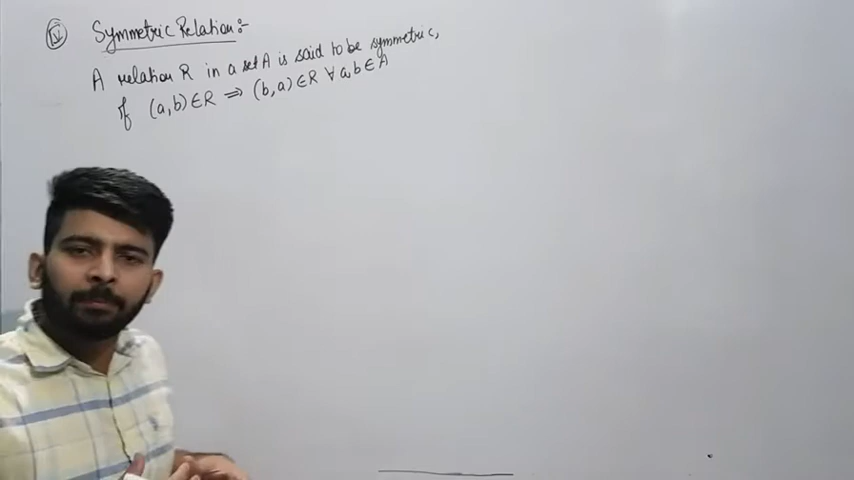 (iv) Symmetric Relation:-
A relation R in a set A is said to be symmetric,
if (a,b)∈R ⇒ (b,a)∈R ∀ a,b∈A